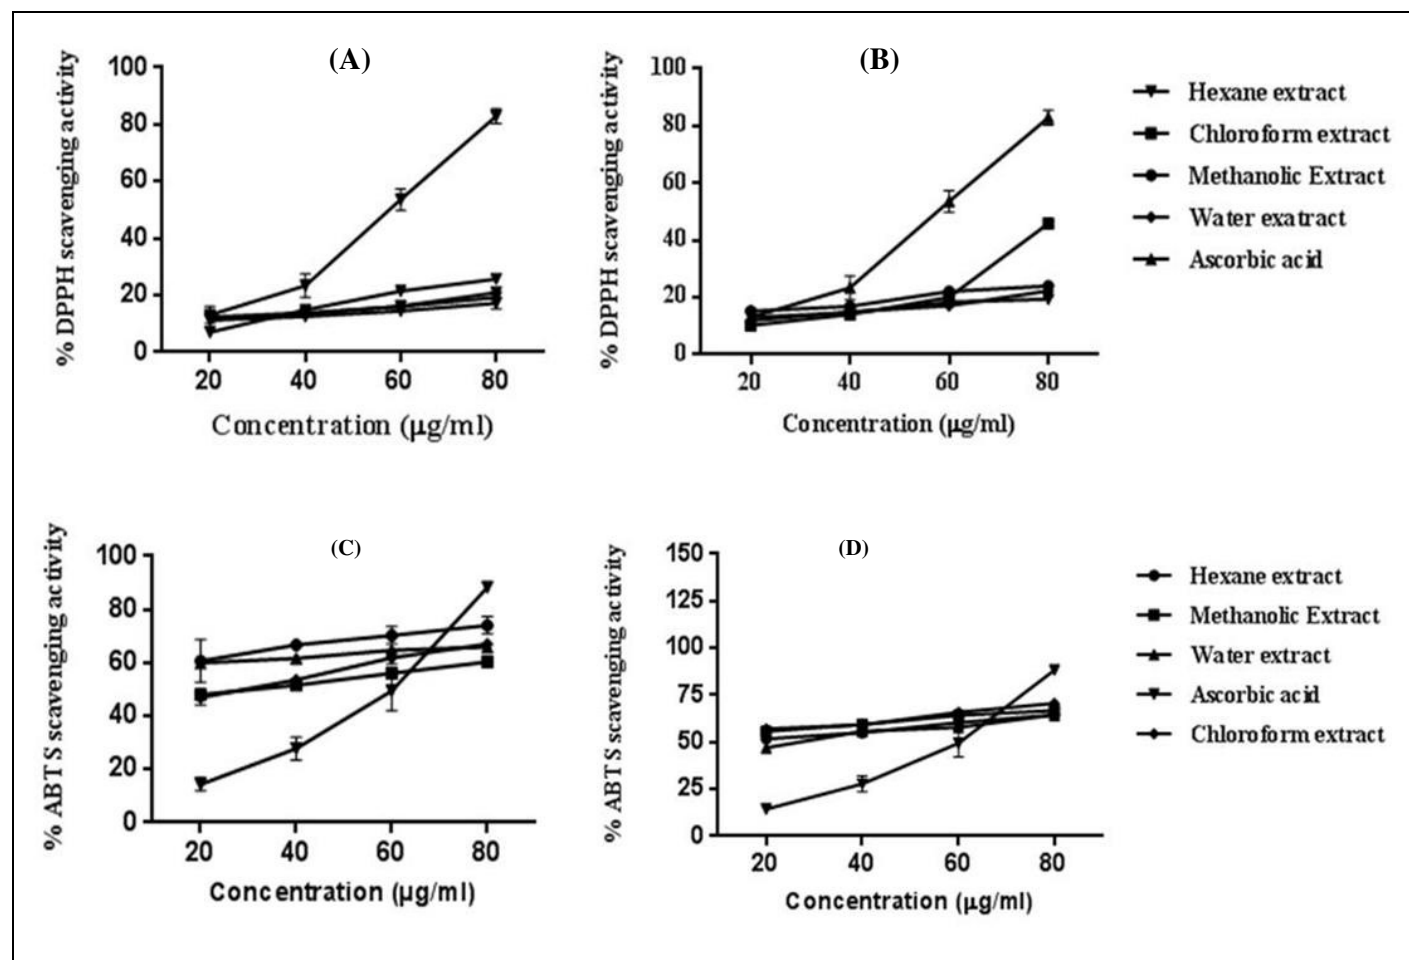 (A)
% DPPH scavenging activity
100
80
60
40
20
0
20 40 60 80
Concentration (µg/ml)
(B)
% DPPH scavenging activity
100
80
60
40
20
0
20 40 60 80
Concentration (µg/ml)
Hexane extract
Chloroform extract
Methanolic Extract
Water exatract
Ascorbic acid
(C)
% ABTS scavenging activity
100
80
60
40
20
0
20 40 60 80
Concentration (µg/ml)
(D)
% ABTS scavenging activity
150
125
100
75
50
25
0
20 40 60 80
Concentration (µg/ml)
Hexane extract
Methanolic Extract
Water extract
Ascorbic acid
Chloroform extract